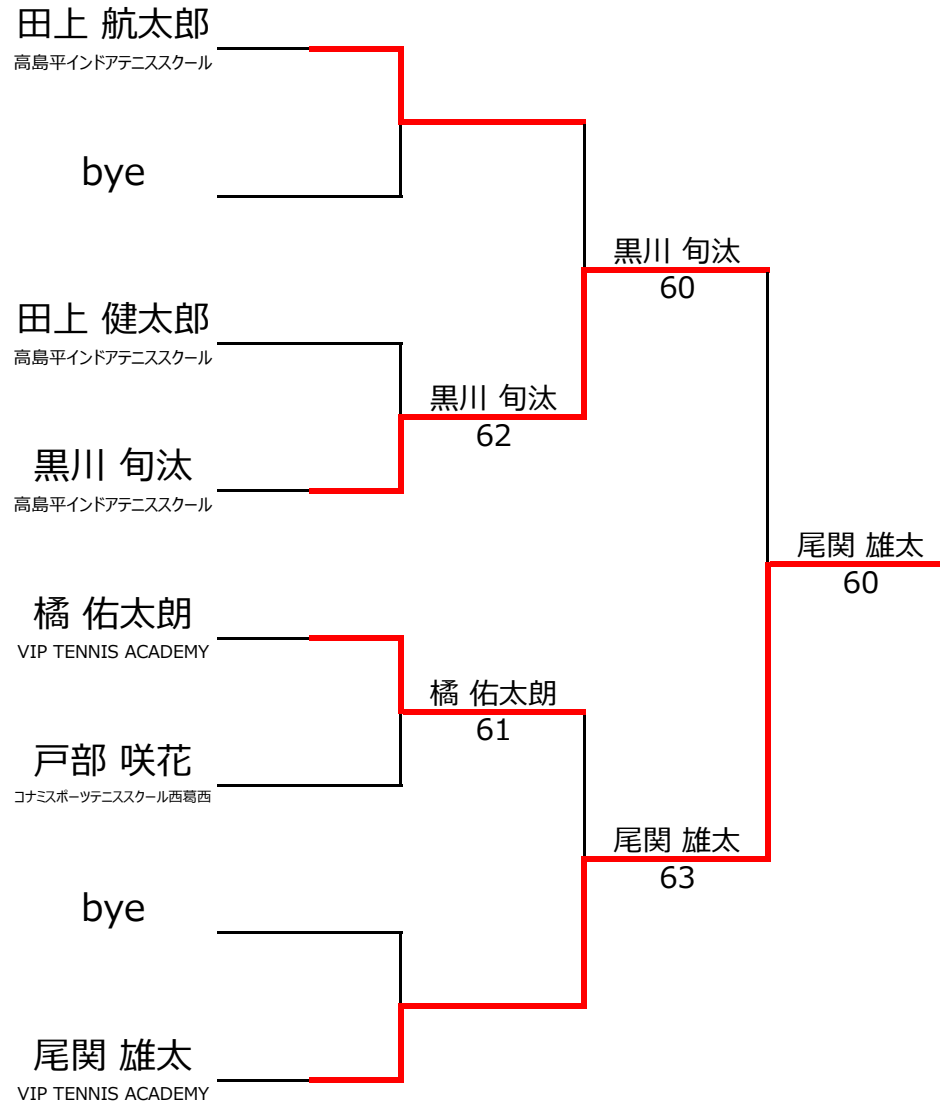 田上 航太郎
高島平インドアテニススクール
bye
田上 健太郎
高島平インドアテニススクール
黒川 旬汰
高島平インドアテニススクール
橘 佑太朗
VIP TENNIS ACADEMY
戸部 咲花
コナミスポーツテニススクール西葛西
bye
尾関 雄太
VIP TENNIS ACADEMY
黒川 旬汰
62
橘 佑太朗
61
黒川 旬汰
60
尾関 雄太
63
尾関 雄太
60